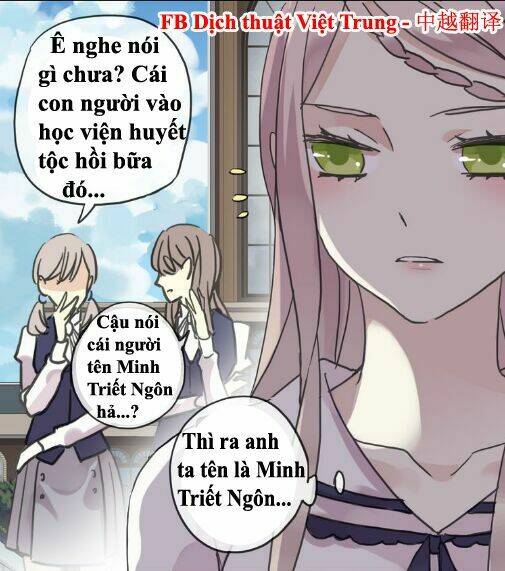 FB Dịch thuật Việt Trung - 中越翻译
Ê nghe nói
gì chưa? Cái
con người vào
học viện huyết
tộc hồi bữa
đó...
Cậu nói
cái người
tên Minh
Triết Ngôn
hả...?
Thì ra anh
ta tên là Minh
Triết Ngôn...